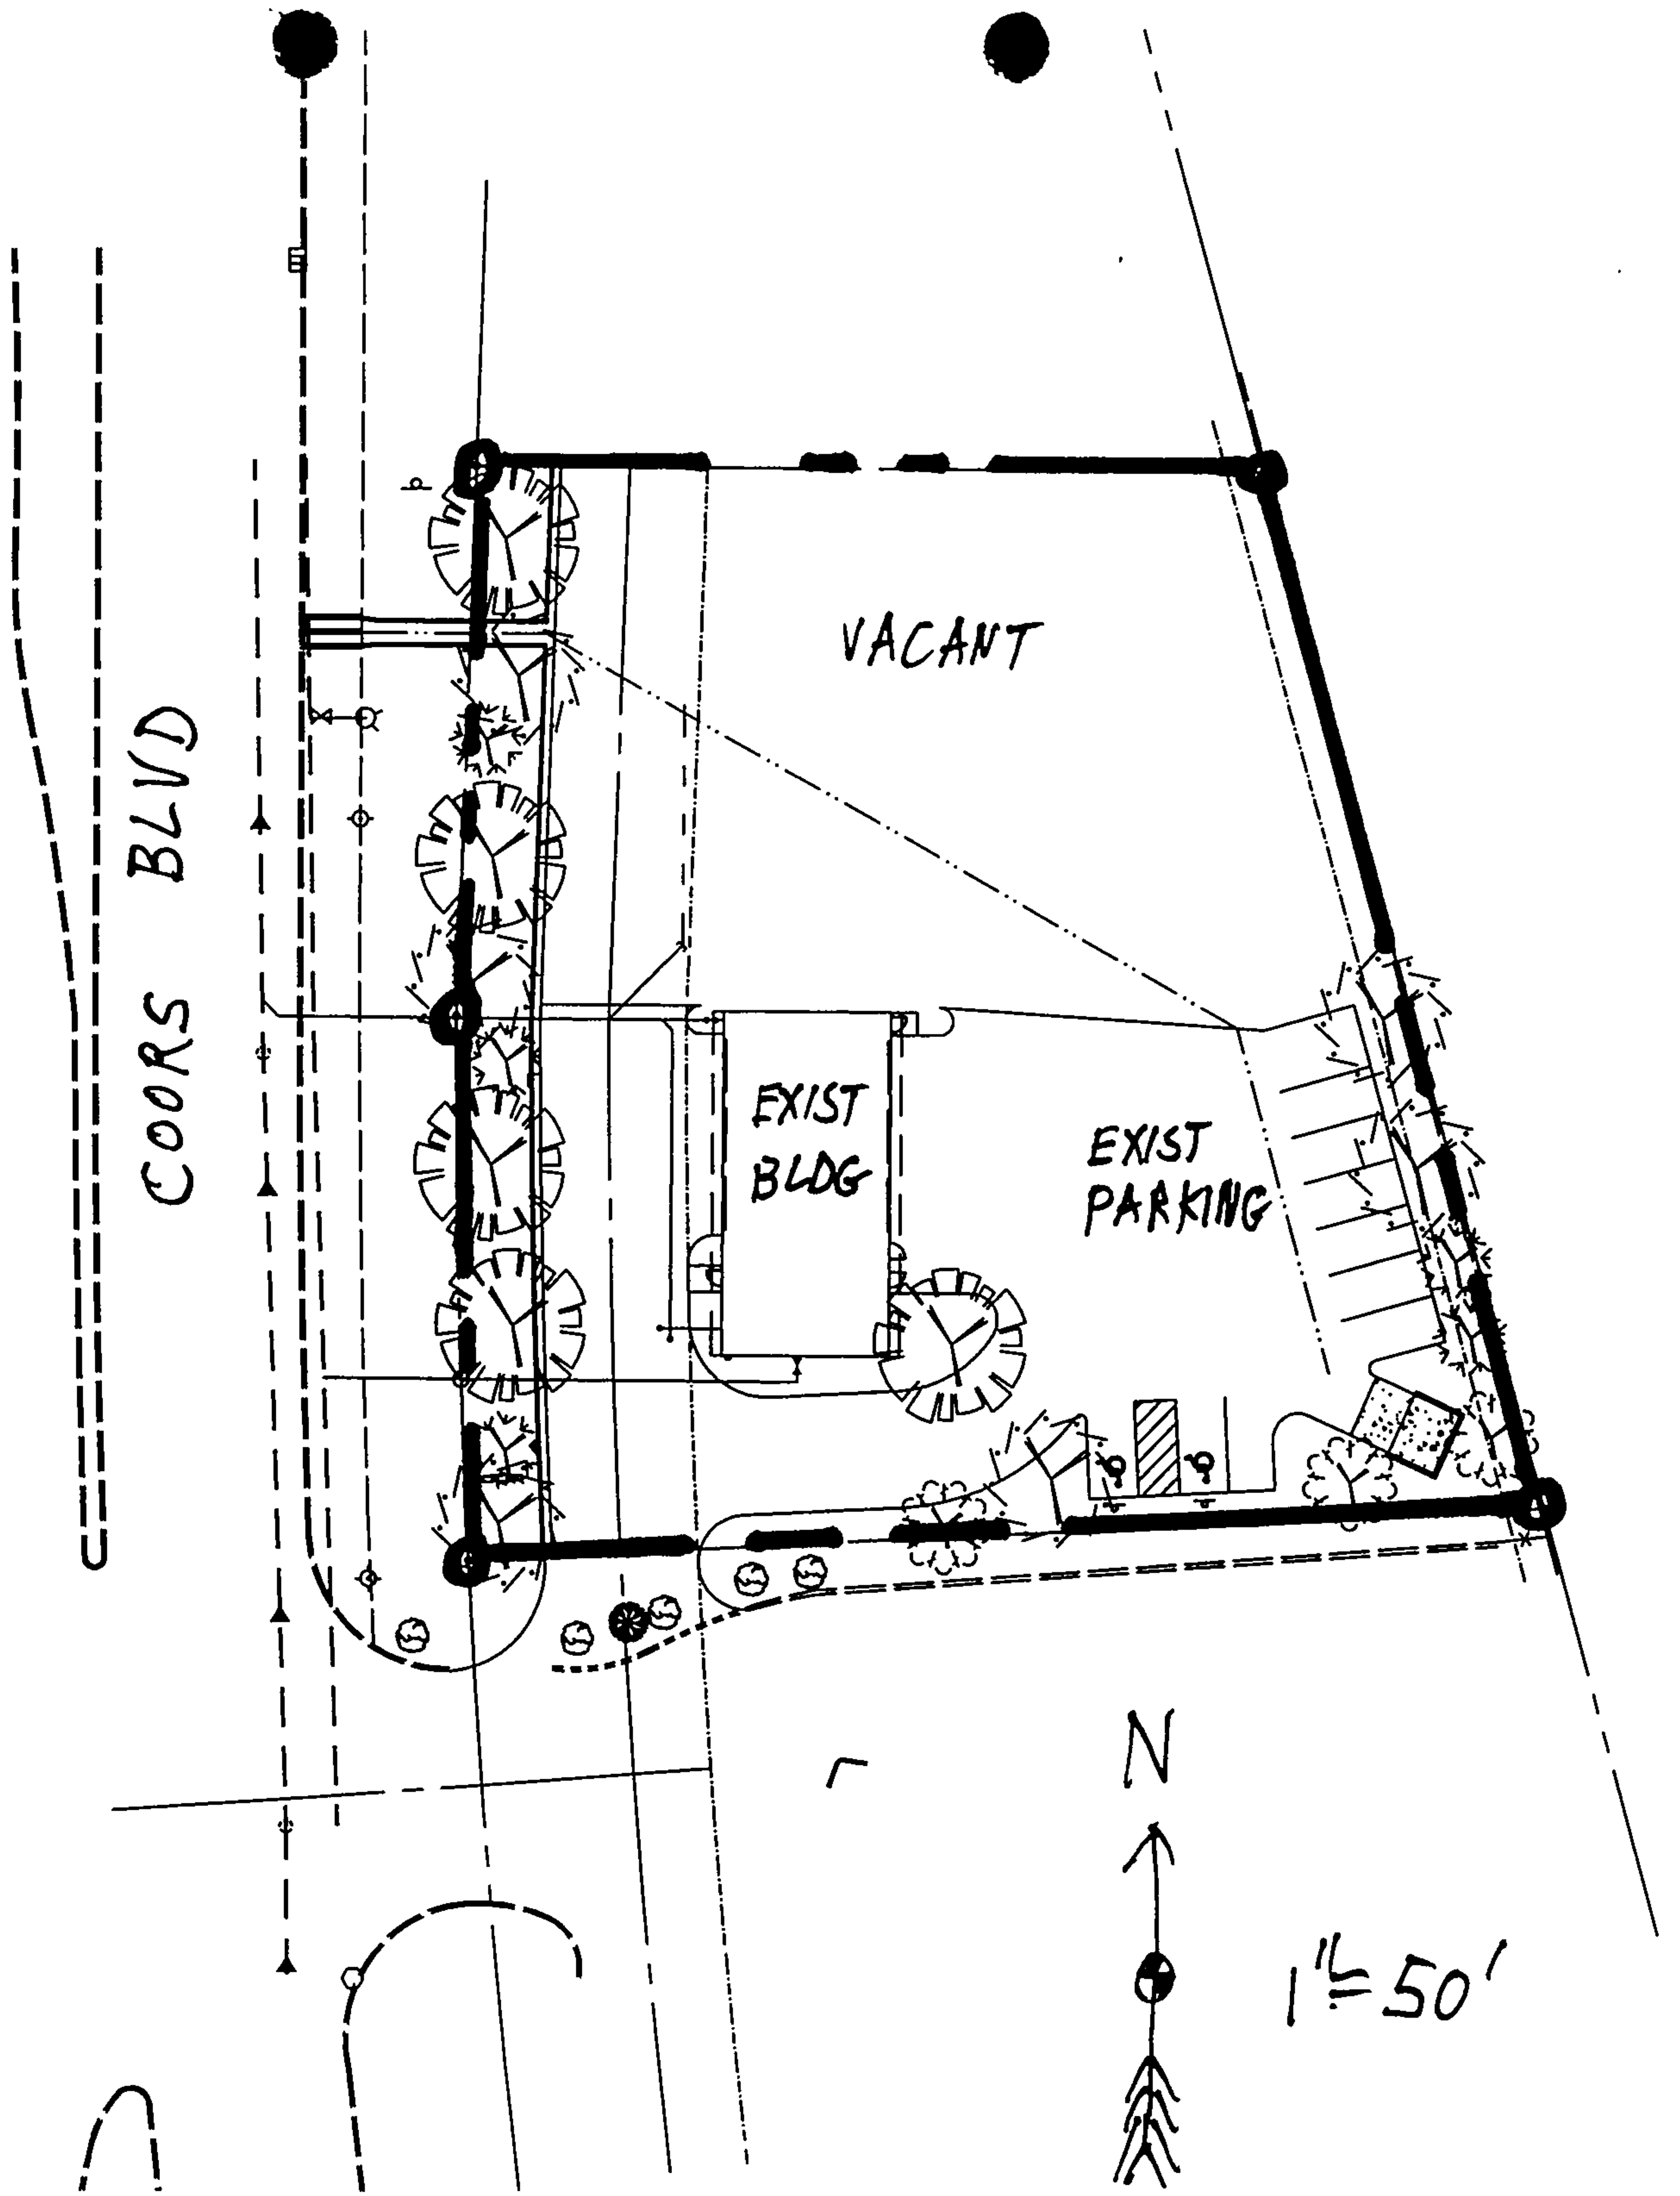 VACANT
COORS BLVD
EXIST
BLDG
EXIST
PARKING
N
1"=50'